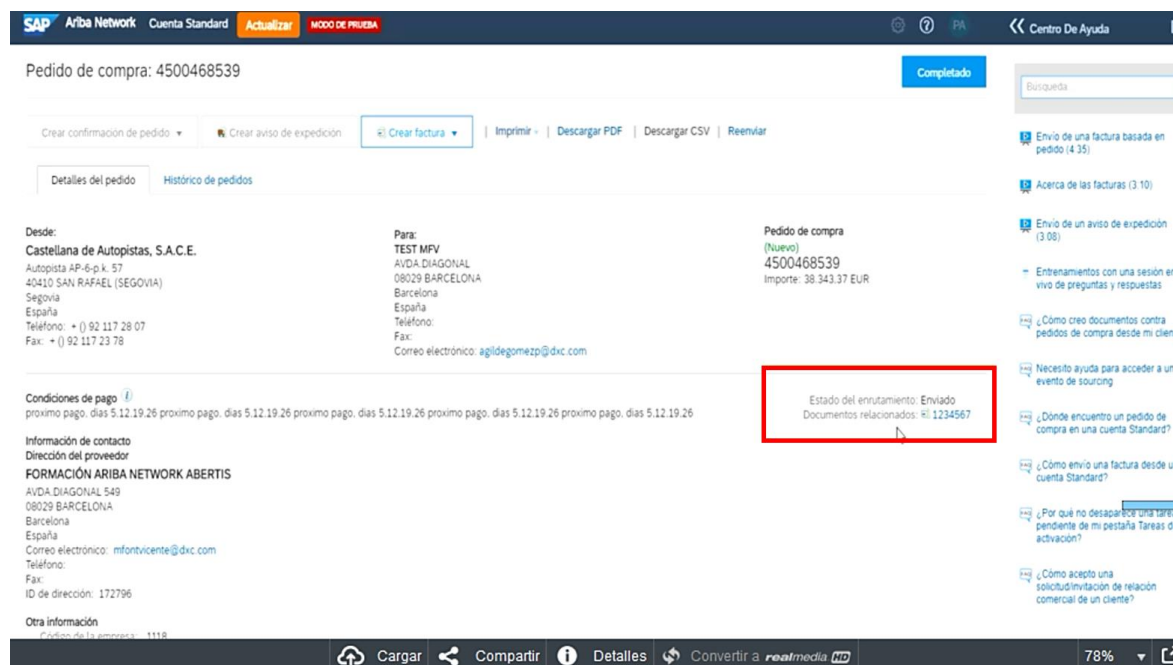 SAP Ariba Network Cuenta Standard Actualizar MODO DE PRUEBA PA Centro De Ayuda
Pedido de compra: 4500468539
Completado
Búsqueda
Crear confirmación de pedido Crear aviso de expedición Crear factura Imprimir Descargar PDF Descargar CSV Reenviar
Envío de una factura basada en
pedido (4:35)
Detalles del pedido Histórico de pedidos
Acerca de las facturas (3:10)
Envío de un aviso de expedición
(3:08)
Desde:
Castellana de Autopistas, S.A.C.E.
Autopista AP-6-p.k. 57
40410 SAN RAFAEL (SEGOVIA)
Segovia
España
Teléfono: + () 92 117 28 07
Fax: + () 92 117 23 78
Para:
TEST MFV
AVDA.DIAGONAL
08029 BARCELONA
Barcelona
España
Teléfono:
Fax:
Correo electrónico: agildegomezp@dxc.com
Pedido de compra
(Nuevo)
4500468539
Importe: 38.343.37 EUR
Entrenamientos con una sesión en
vivo de preguntas y respuestas
¿Cómo creo documentos contra
pedidos de compra desde mi clien
Necesito ayuda para acceder a un
evento de sourcing
Condiciones de pago
proximo pago. dias 5.12.19.26 proximo pago. dias 5.12.19.26 proximo pago. dias 5.12.19.26 proximo pago. dias 5.12.19.26 proximo pago. dias 5.12.19.26
Estado del enrutamiento: Enviado
Documentos relacionados: 1234567
¿Dónde encuentro un pedido de
compra en una cuenta Standard?
Información de contacto
Dirección del proveedor
FORMACIÓN ARIBA NETWORK ABERTIS
AVDA.DIAGONAL 549
08029 BARCELONA
Barcelona
España
Correo electrónico: mfontvicente@dxc.com
Teléfono:
Fax:
ID de dirección: 172796
¿Cómo envío una factura desde u
cuenta Standard?
¿Por qué no desaparece una tarea
pendiente de mi pestaña Tareas d
activación?
¿Cómo acepto una
solicitud/invitación de relación
comercial de un cliente?
Otra información
Código de la empresa: 1118
Cargar Compartir Detalles Convertir a realmedia HD 78%